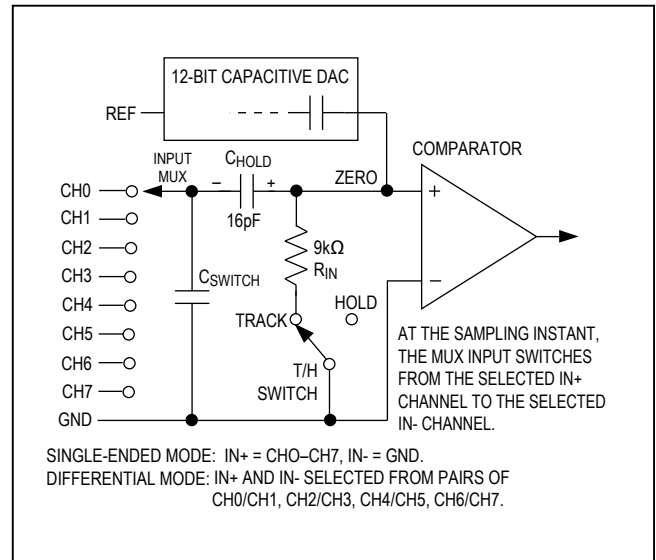 12-BIT CAPACITIVE DAC
REF
COMPARATOR
INPUT
MUX
CHOLD
ZERO
− +
16pF
+
−
CH0
CH1
CH2
CH3
CH4
CH5
CH6
CH7
GND
CSWITCH
9kΩ
RIN
HOLD
TRACK
T/H
SWITCH
AT THE SAMPLING INSTANT,
THE MUX INPUT SWITCHES
FROM THE SELECTED IN+
CHANNEL TO THE SELECTED
IN- CHANNEL.
SINGLE-ENDED MODE: IN+ = CHO–CH7, IN- = GND.
DIFFERENTIAL MODE: IN+ AND IN- SELECTED FROM PAIRS OF
CH0/CH1, CH2/CH3, CH4/CH5, CH6/CH7.